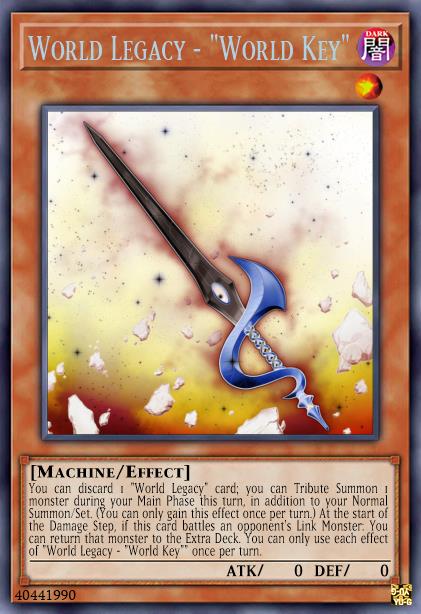 World Legacy - "World Key"
DARK
闇
[Machine/Effect]
You can discard 1 "World Legacy" card; you can Tribute Summon 1
monster during your Main Phase this turn, in addition to your Normal
Summon/Set. (You can only gain this effect once per turn.) At the start of
the Damage Step, if this card battles an opponent's Link Monster: You
can return that monster to the Extra Deck. You can only use each effect
of "World Legacy - "World Key"" once per turn.
ATK/ 0 DEF/ 0
40441990